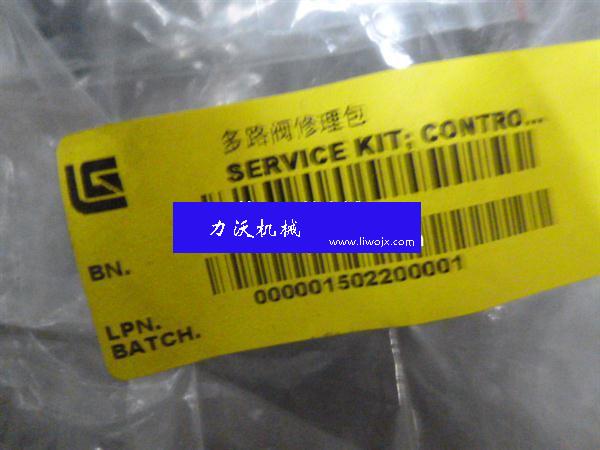 多路阀修理包
SERVICE KIT; CONTRO...
力沃机械
www.liwojx.com
BN.
000001502200001
LPN.
BATCH.